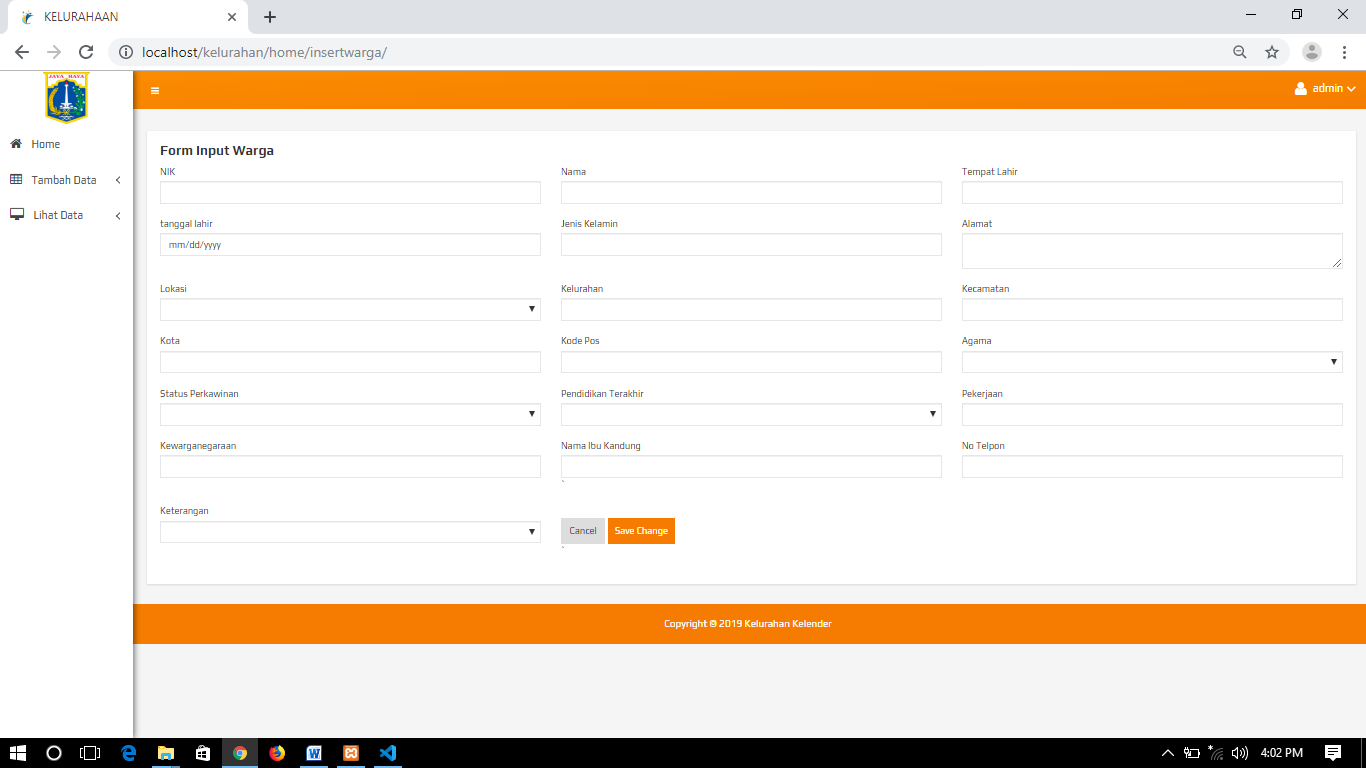 KELURAHAAN
localhost/kelurahan/home/insertwarga/
JAYA RAYA
admin
Home
Tambah Data
Lihat Data
Form Input Warga
NIK Nama Tempat Lahir
tanggal lahir Jenis Kelamin Alamat
mm/dd/yyyy
Lokasi Kelurahan Kecamatan
Kota Kode Pos Agama
Status Perkawinan Pendidikan Terakhir Pekerjaan
Kewarganegaraan Nama Ibu Kandung No Telpon
`
Keterangan
Cancel Save Change
`
Copyright © 2019 Kelurahan Kelender
4:02 PM